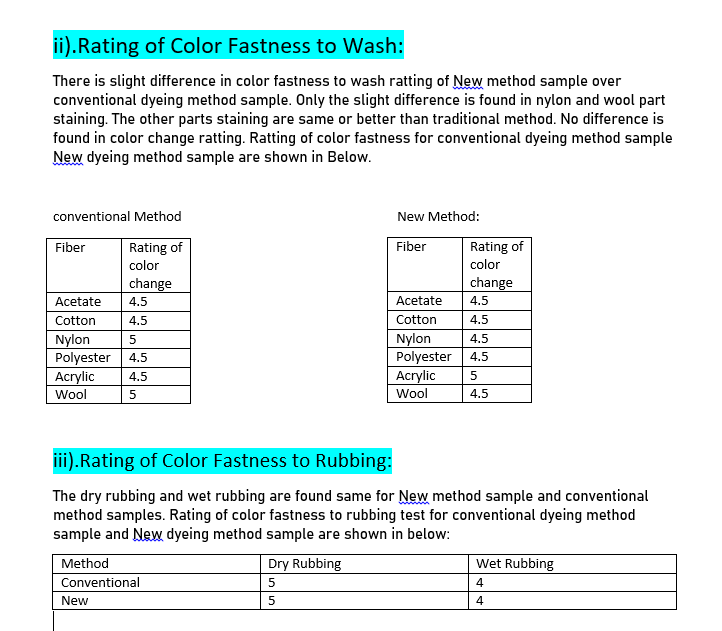 ii).Rating of Color Fastness to Wash:
There is slight difference in color fastness to wash ratting of New method sample over
conventional dyeing method sample. Only the slight difference is found in nylon and wool part
staining. The other parts staining are same or better than traditional method. No difference is
found in color change ratting. Ratting of color fastness for conventional dyeing method sample
New dyeing method sample are shown in Below.
conventional Method
Fiber Rating of
color
change
Acetate 4.5
Cotton 4.5
Nylon 5
Polyester 4.5
Acrylic 4.5
Wool 5
New Method:
Fiber Rating of
color
change
Acetate 4.5
Cotton 4.5
Nylon 4.5
Polyester 4.5
Acrylic 5
Wool 4.5
iii).Rating of Color Fastness to Rubbing:
The dry rubbing and wet rubbing are found same for New method sample and conventional
method samples. Rating of color fastness to rubbing test for conventional dyeing method
sample and New dyeing method sample are shown in below:
Method Dry Rubbing Wet Rubbing
Conventional 5 4
New 5 4